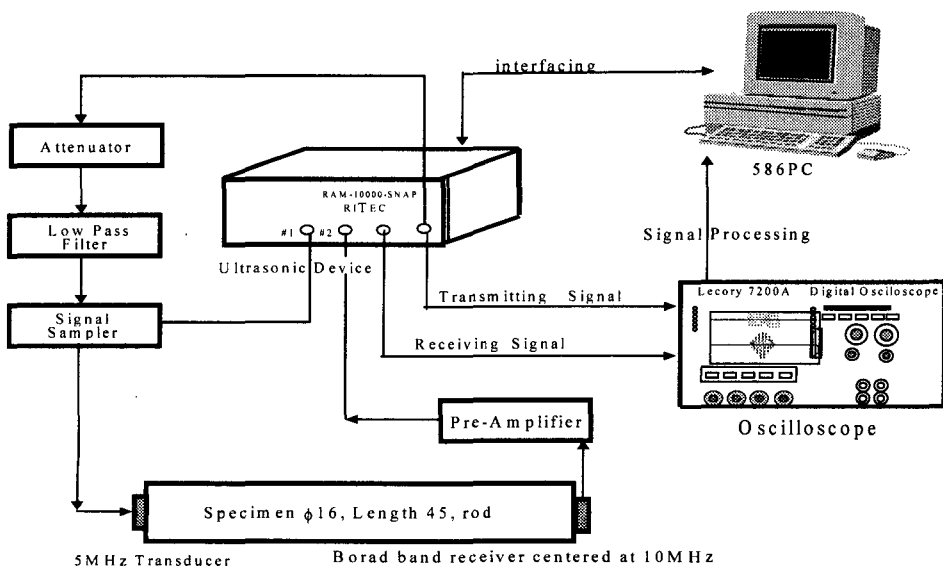 interfacing
586PC
Attenuator
RAM-10000-SNAP
RITEC
#1 #2
Low Pass
Filter
Ultrasonic Device
Signal Processing
Signal
Sampler
Transmitting Signal
Receiving Signal
Lecory 7200A Digital Osciloscope
Oscilloscope
Pre-Amplifier
Specimen ϕ16, Length 45, rod
5MHz Transducer
Borad band receiver centered at 10MHz